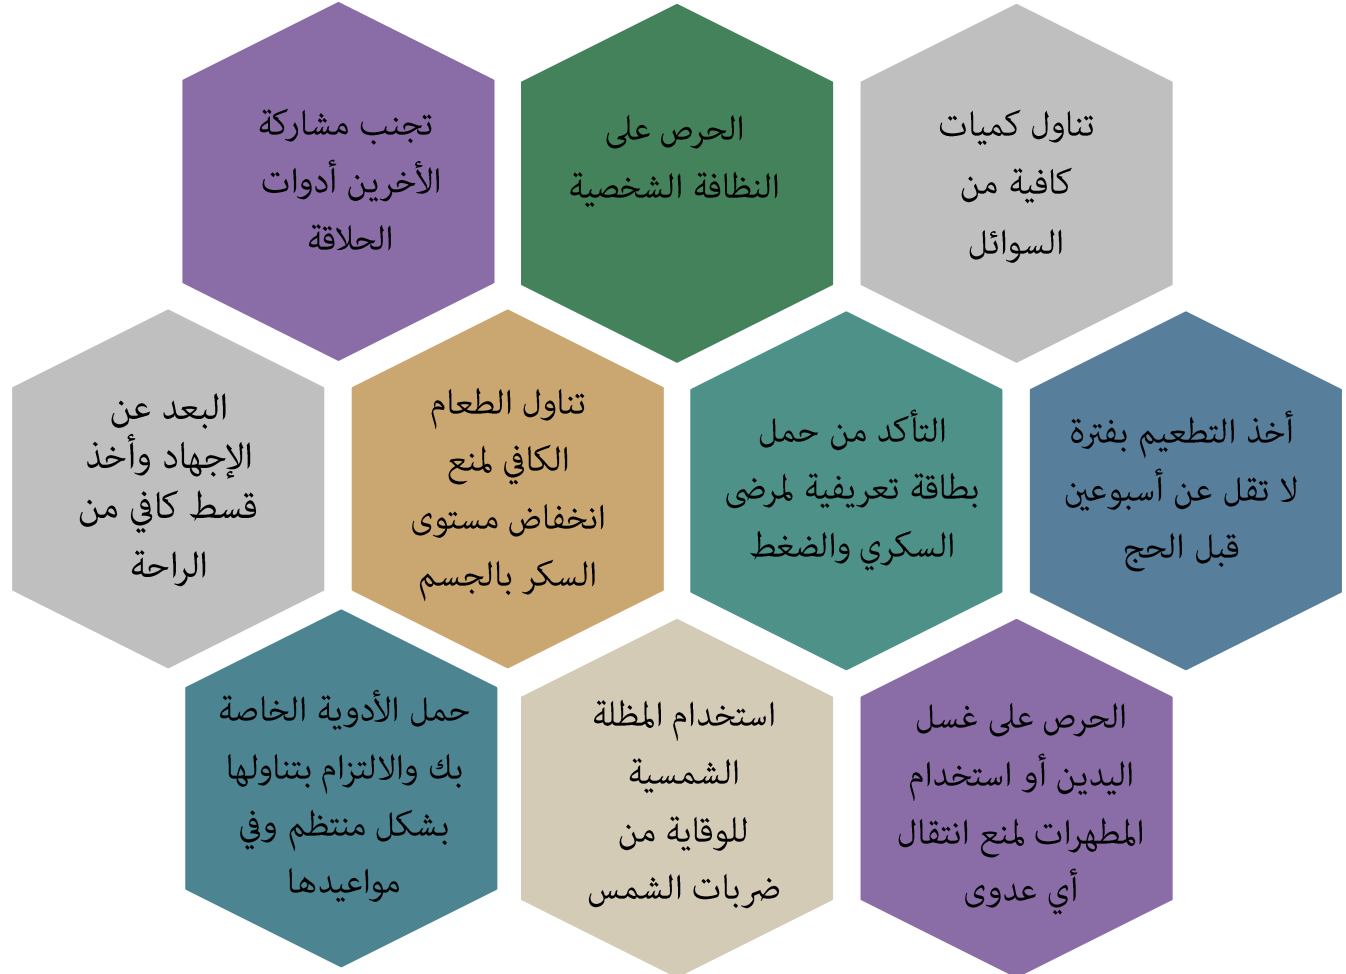 تناول كميات
كافية من
السوائل
الحرص على
النظافة الشخصية
تجنب مشاركة
الأخرين أدوات
الحلاقة
أخذ التطعيم بفترة
لا تقل عن أسبوعين
قبل الحج
التأكد من حمل
بطاقة تعريفية لمرضى
السكري والضغط
تناول الطعام
الكافي لمنع
انخفاض مستوى
السكر بالجسم
البعد عن
الإجهاد وأخذ
قسط كافي من
الراحة
الحرص على غسل
اليدين أو استخدام
المطهرات لمنع انتقال
أي عدوى
استخدام المظلة
الشمسية
للوقاية من
ضربات الشمس
حمل الأدوية الخاصة
بك والالتزام بتناولها
بشكل منتظم وفي
مواعيدها